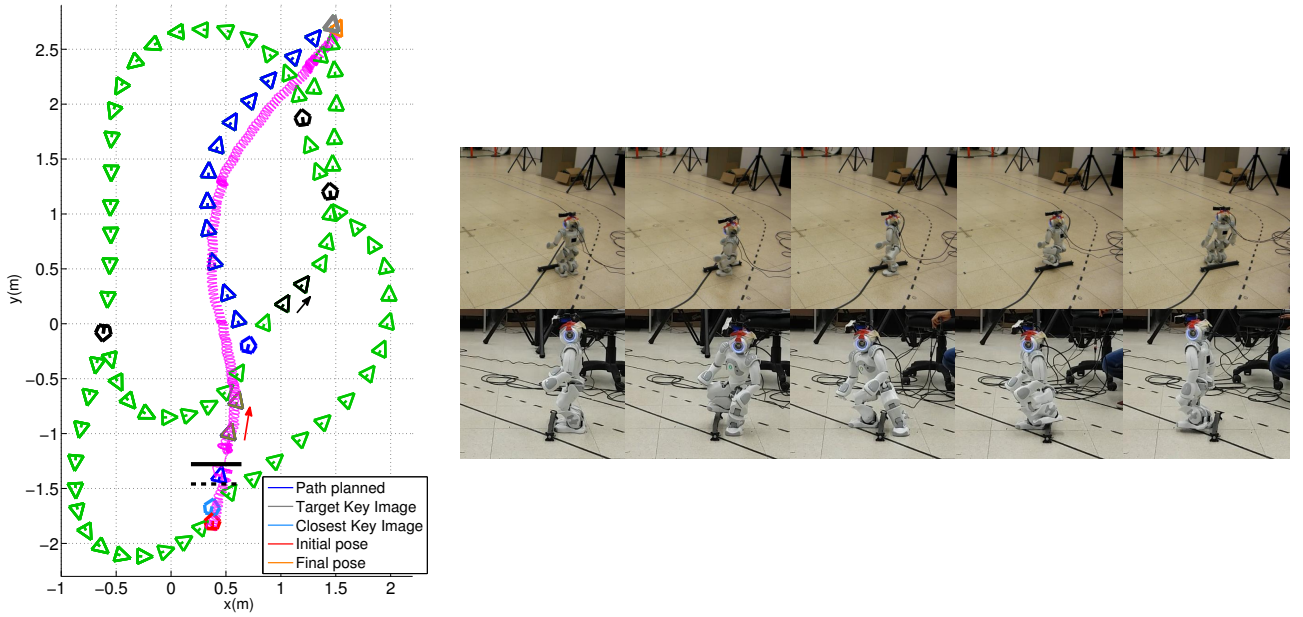 2.5
2
1.5
1
0.5
0
−0.5
−1
−1.5
−2
y(m)
−1 −0.5 0 0.5 1 1.5 2
x(m)
Path planned
Target Key Image
Closest Key Image
Initial pose
Final pose